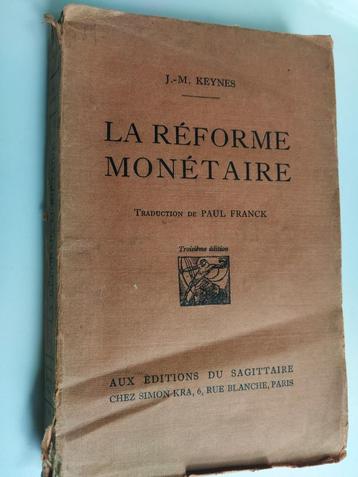 J.-M. KEYNES
LA RÉFORME
MONÉTAIRE
TRADUCTION DE PAUL FRANCK
Troisième édition
AUX ÉDITIONS DU SAGITTAIRE
CHEZ SIMON KRA, 6, RUE BLANCHE, PARIS